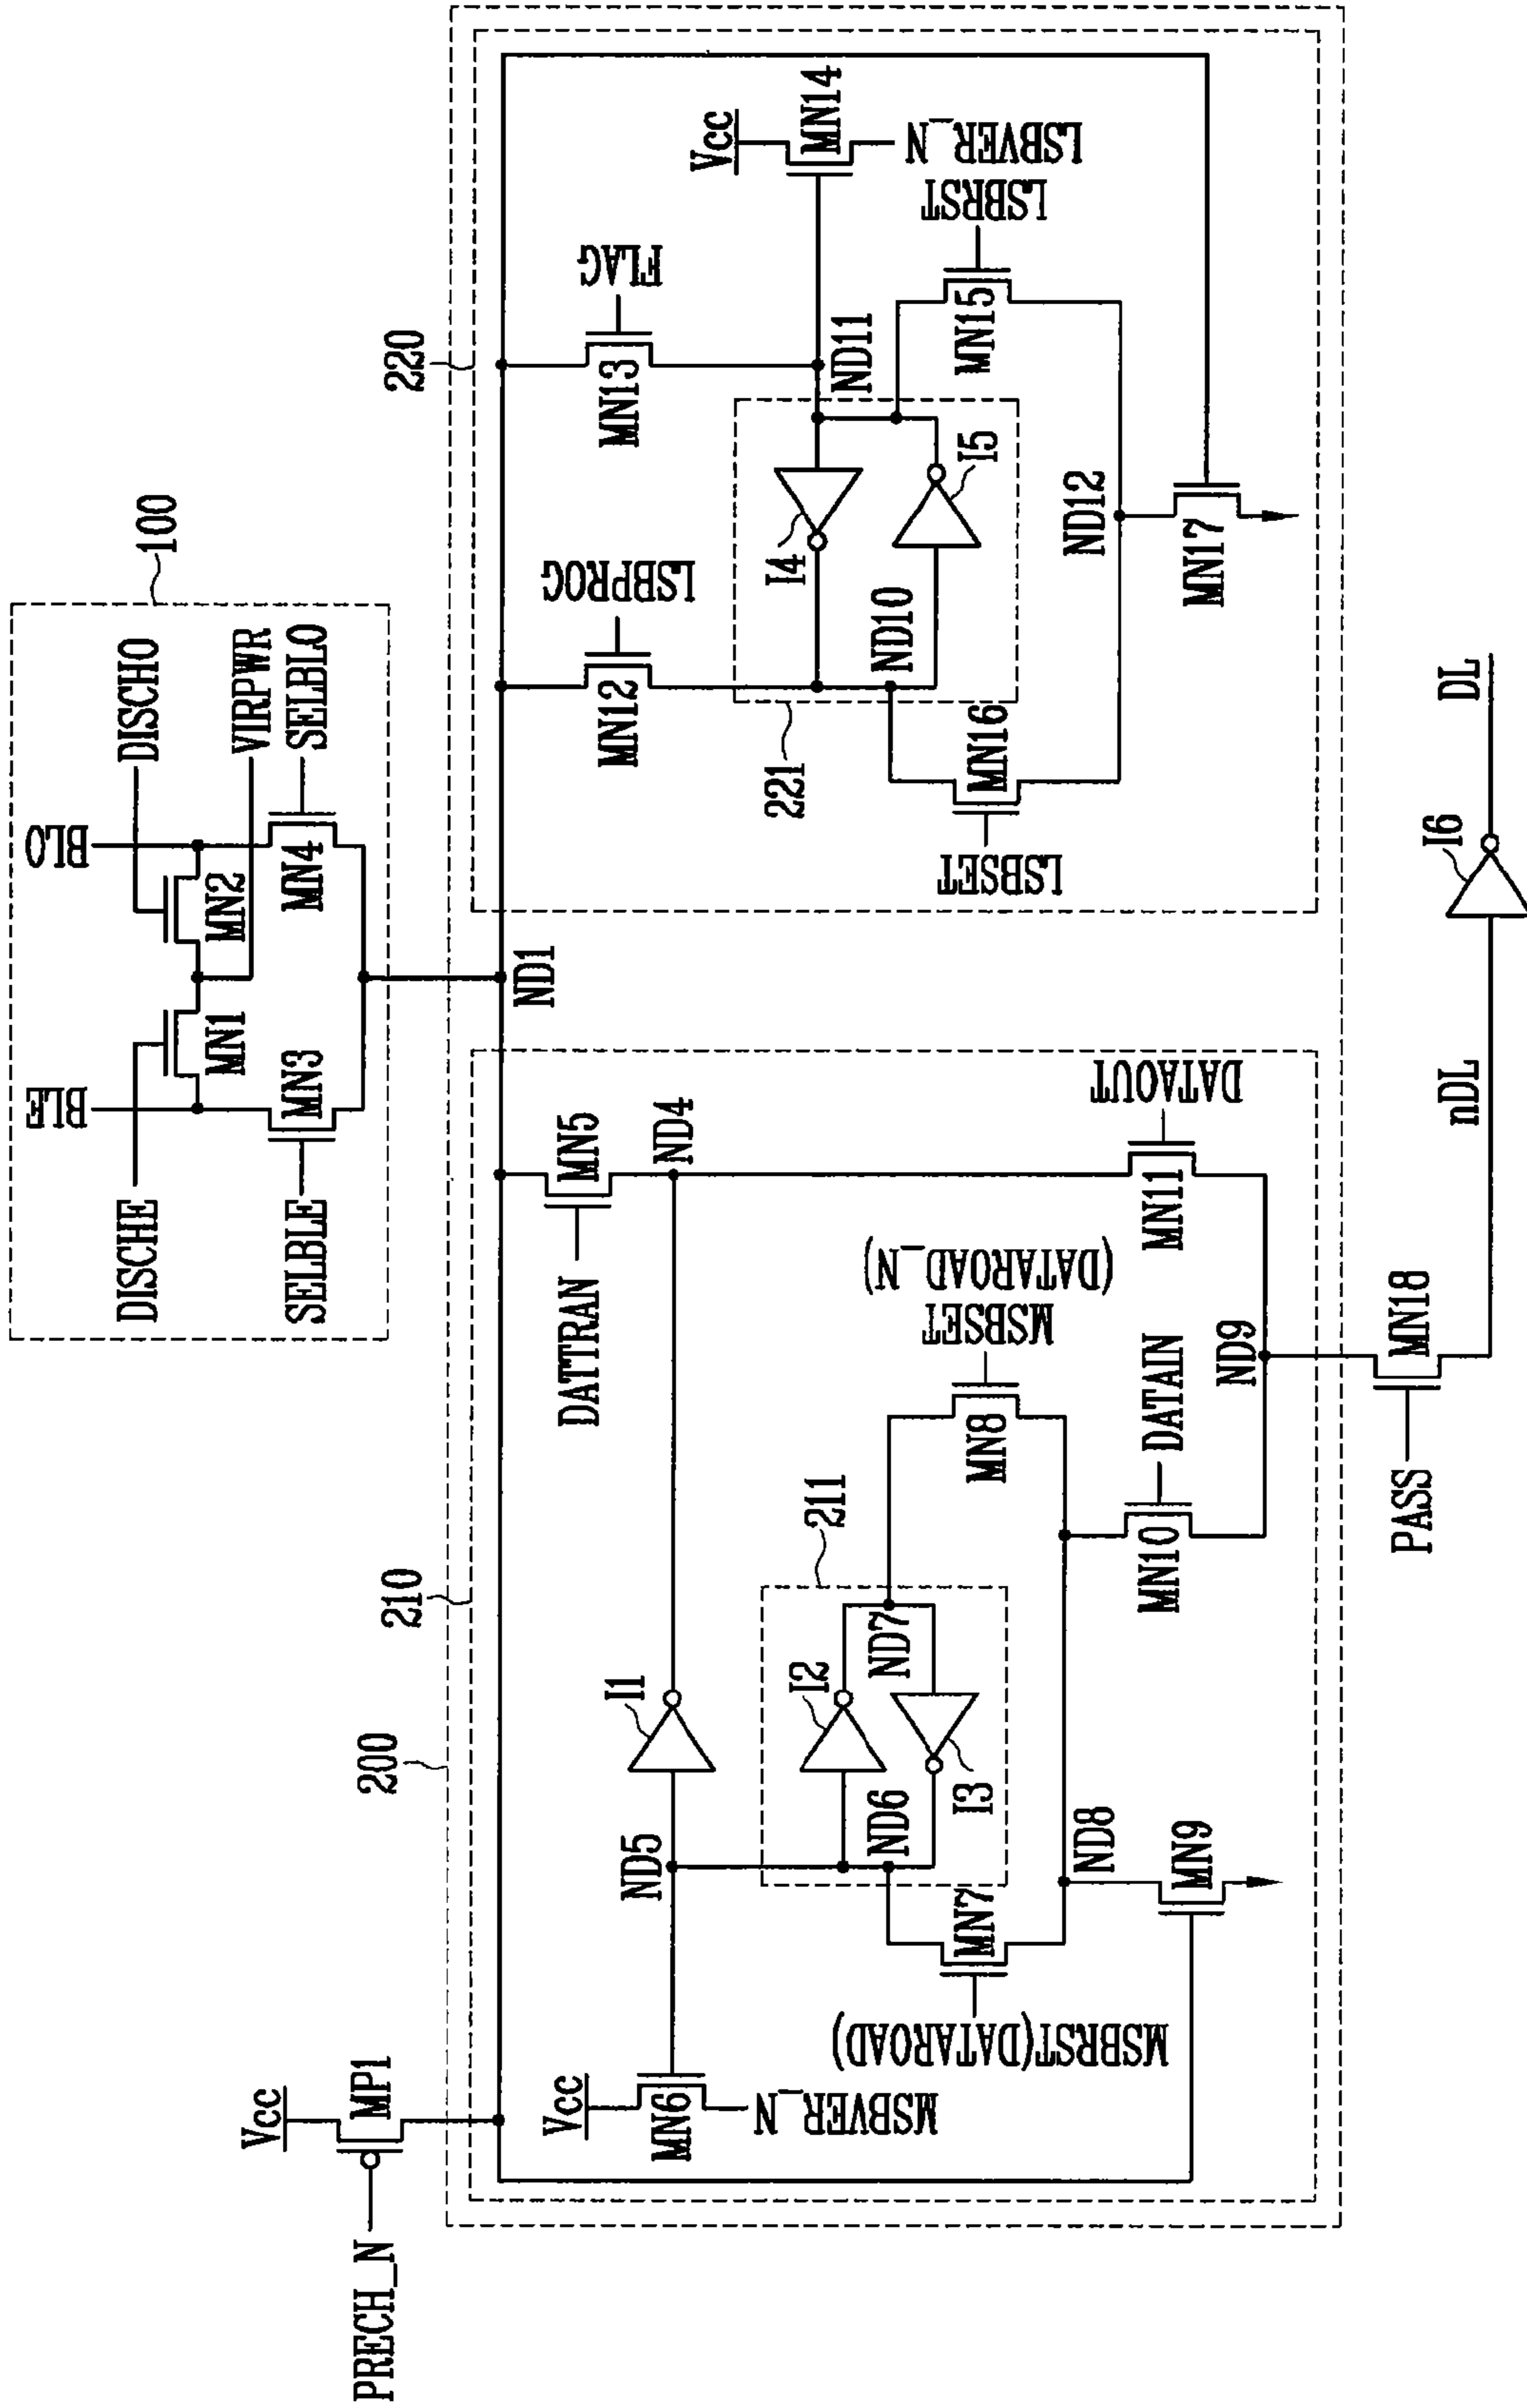 100
DISCHE
DISCHO
BLE
BLO
MN1
MN2
VIRPWR
SELBLE
MN3
MN4
SELBLO
Vcc
PRECH_N
MP1
200
210
220
ND1
DATTRAN
MN5
ND4
I1
ND5
Vcc
MN6
MSBVER_N
211
I2
ND7
ND6
I3
MSBRST(DATAROAD)
MN7
MN8
MSBSET
(DATAROAD_N)
ND8
MN9
MN10
DATAIN
MN11
DATAOUT
ND9
LSBPROG
MN12
FLAG
MN13
Vcc
MN14
LSBVER_N
ND11
I4
I5
ND10
221
LSBSET
MN16
MN15
LSBRST
ND12
MN17
PASS
MN18
nDL
I6
DL